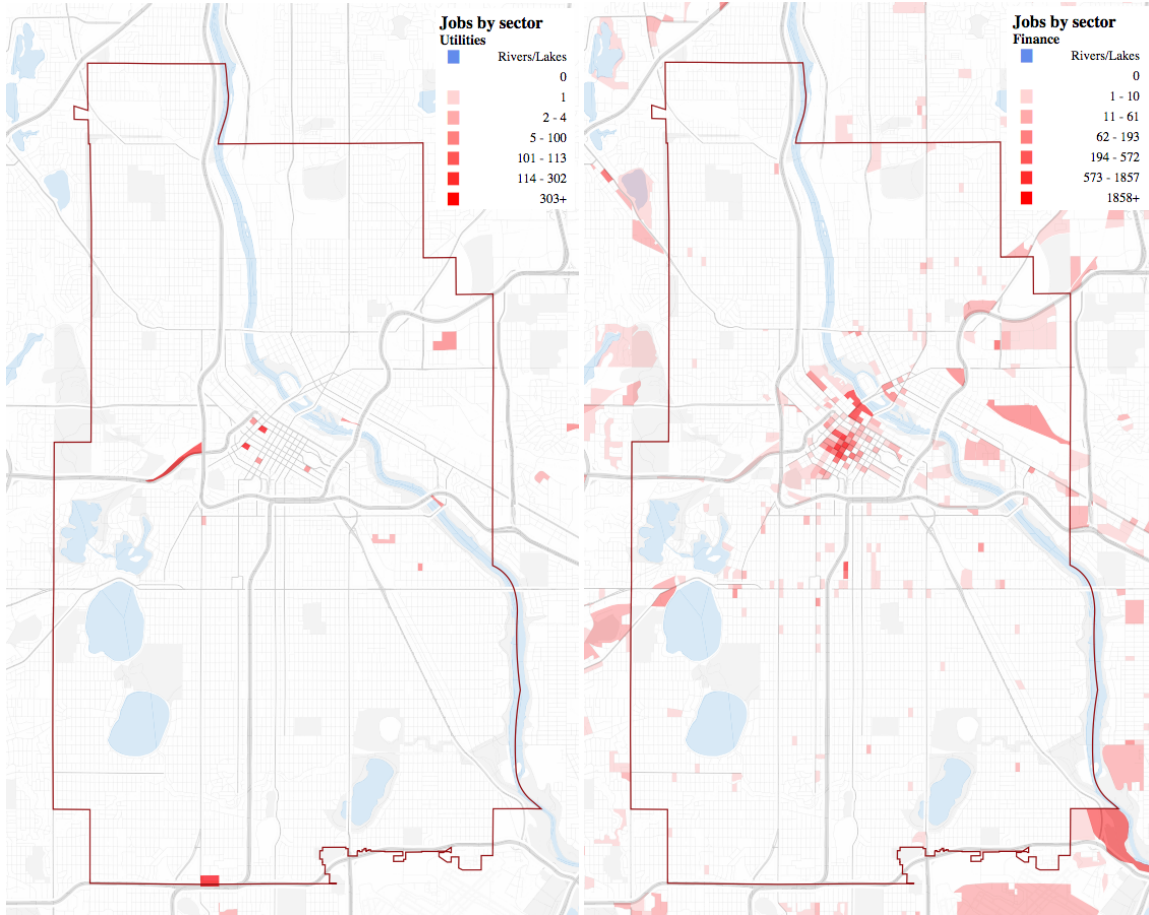 Jobs by sector
Utilities
Rivers/Lakes
0
1
2 - 4
5 - 100
101 - 113
114 - 302
303+
Jobs by sector
Finance
Rivers/Lakes
0
1 - 10
11 - 61
62 - 193
194 - 572
573 - 1857
1858+